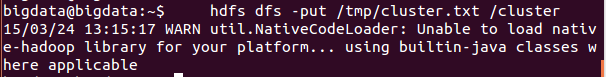 bigdata@bigdata:~$ hdfs dfs -put /tmp/cluster.txt /cluster
15/03/24 13:15:17 WARN util.NativeCodeLoader: Unable to load nativ
e-hadoop library for your platform... using builtin-java classes w
here applicable